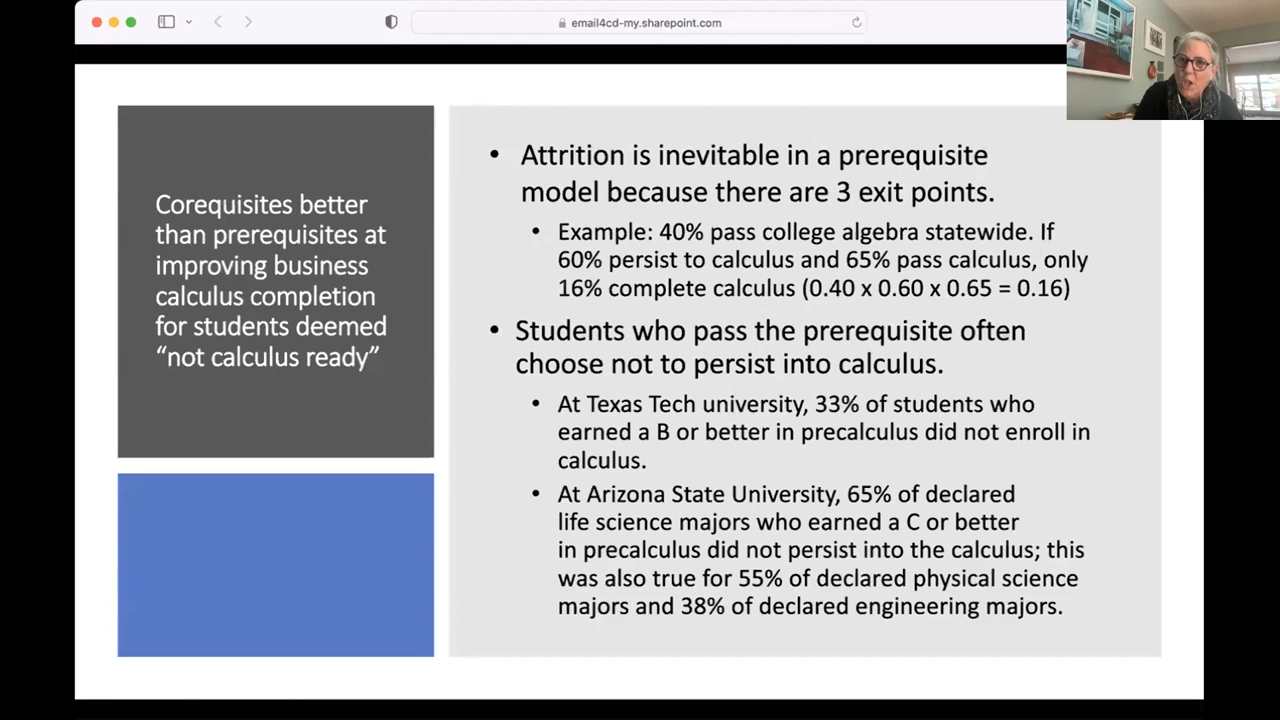 email4cd-my.sharepoint.com
Corequisites better
than prerequisites at
improving business
calculus completion
for students deemed
“not calculus ready”
• Attrition is inevitable in a prerequisite
model because there are 3 exit points.
• Example: 40% pass college algebra statewide. If
60% persist to calculus and 65% pass calculus, only
16% complete calculus (0.40 x 0.60 x 0.65 = 0.16)
• Students who pass the prerequisite often
choose not to persist into calculus.
• At Texas Tech university, 33% of students who
earned a B or better in precalculus did not enroll in
calculus.
• At Arizona State University, 65% of declared
life science majors who earned a C or better
in precalculus did not persist into the calculus; this
was also true for 55% of declared physical science
majors and 38% of declared engineering majors.